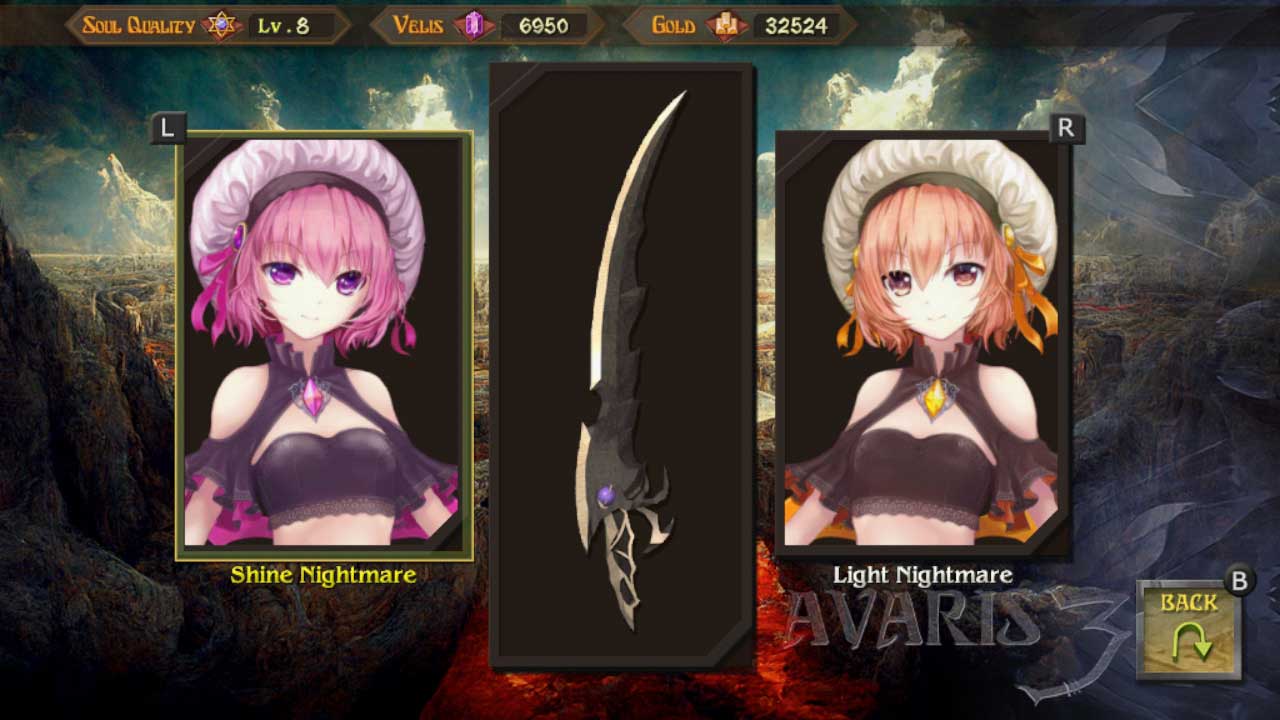 Soul Quality Lv.8 Velis 6950 Gold 32524
L
R
Shine Nightmare
Light Nightmare
AVARIS 3
B
BACK